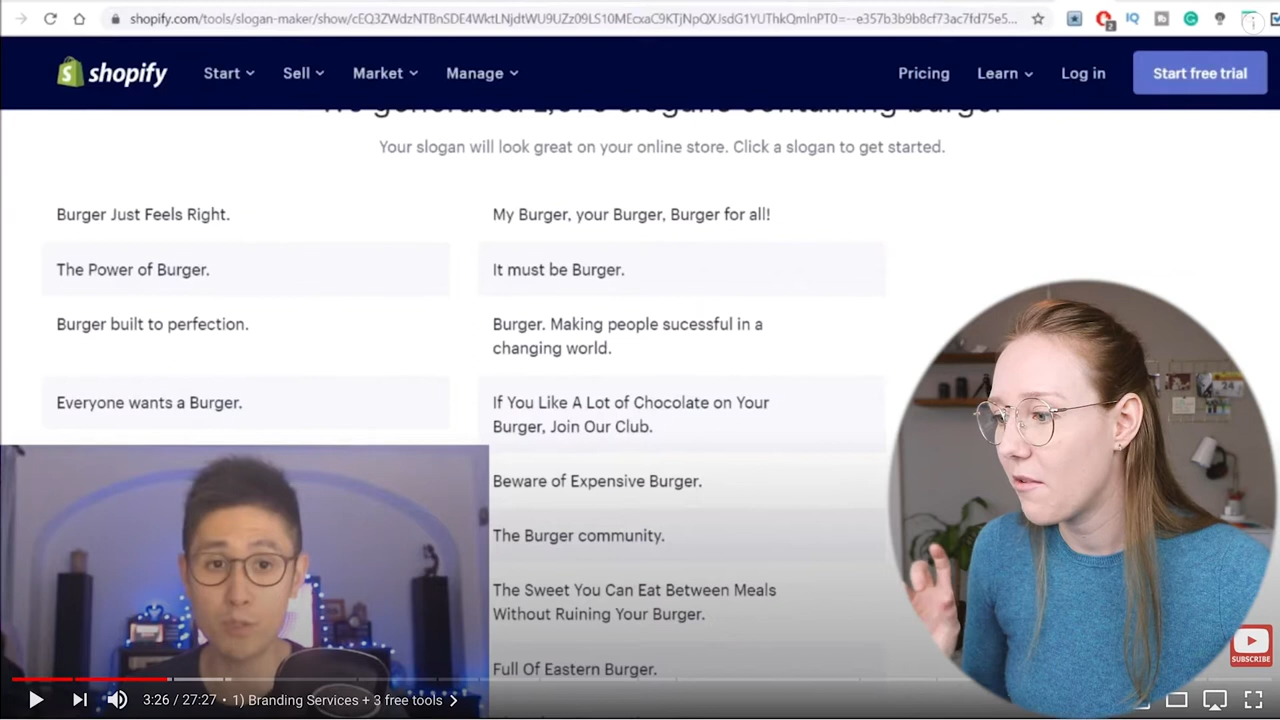 shopify.com/tools/slogan-maker/show/cEQ3ZWdzNTBnSDE4WktLNjdtWU9UZz09LS10MEcxaC9KTjNpQXJsdG1YUThkQmlnPT0=--e357b3b9b8cf73ac7fd75e5...
shopify Start Sell Market Manage Pricing Learn Log in Start free trial
slogans containing burger
Your slogan will look great on your online store. Click a slogan to get started.
Burger Just Feels Right.
My Burger, your Burger, Burger for all!
The Power of Burger.
It must be Burger.
Burger built to perfection.
Burger. Making people sucessful in a
changing world.
Everyone wants a Burger.
If You Like A Lot of Chocolate on Your
Burger, Join Our Club.
Beware of Expensive Burger.
The Burger community.
The Sweet You Can Eat Between Meals
Without Ruining Your Burger.
Full Of Eastern Burger.
SUBSCRIBE
3:26 / 27:27 • 1) Branding Services + 3 free tools